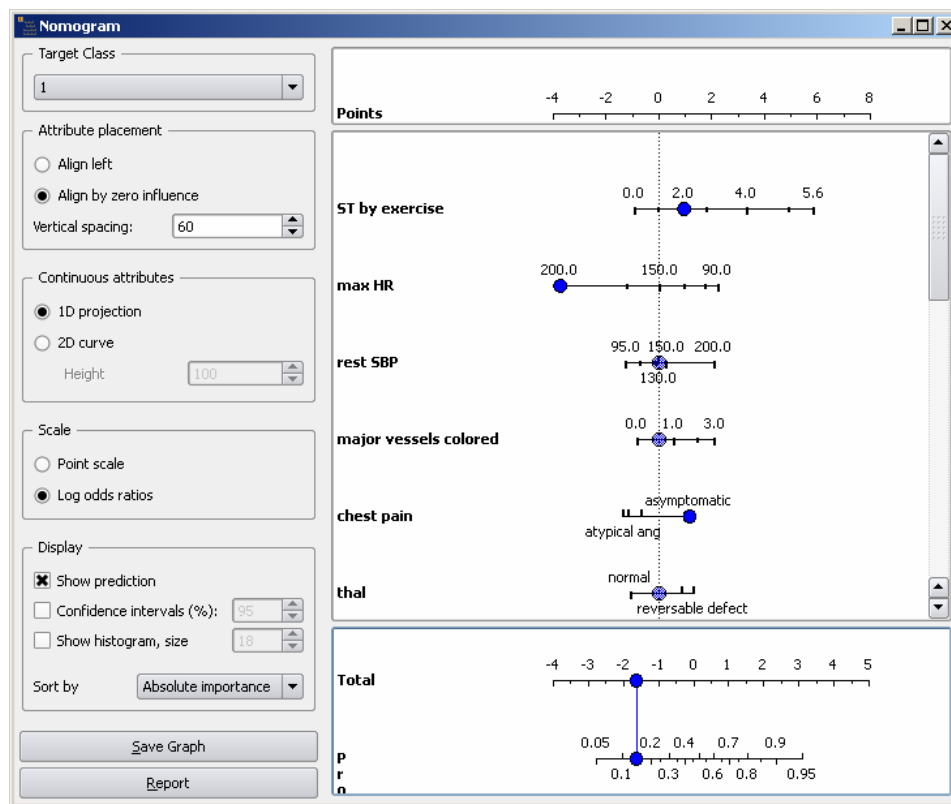 Nomogram
Target Class
1
Attribute placement
Align left
Align by zero influence
Vertical spacing: 60
Continuous attributes
1D projection
2D curve
Height 100
Scale
Point scale
Log odds ratios
Display
Show prediction
Confidence intervals (%): 95
Show histogram, size 18
Sort by Absolute importance
Save Graph
Report
-4 -2 0 2 4 6 8
Points
0.0 2.0 4.0 5.6
ST by exercise
200.0 150.0 90.0
max HR
95.0 150.0 200.0
rest SBP
130.0
0.0 1.0 3.0
major vessels colored
asymptomatic
chest pain
atypical ang
normal
thal
reversable defect
-4 -3 -2 -1 0 1 2 3 4 5
Total
0.05 0.2 0.4 0.7 0.9
P
0.1 0.3 0.6 0.8 0.95
r
o